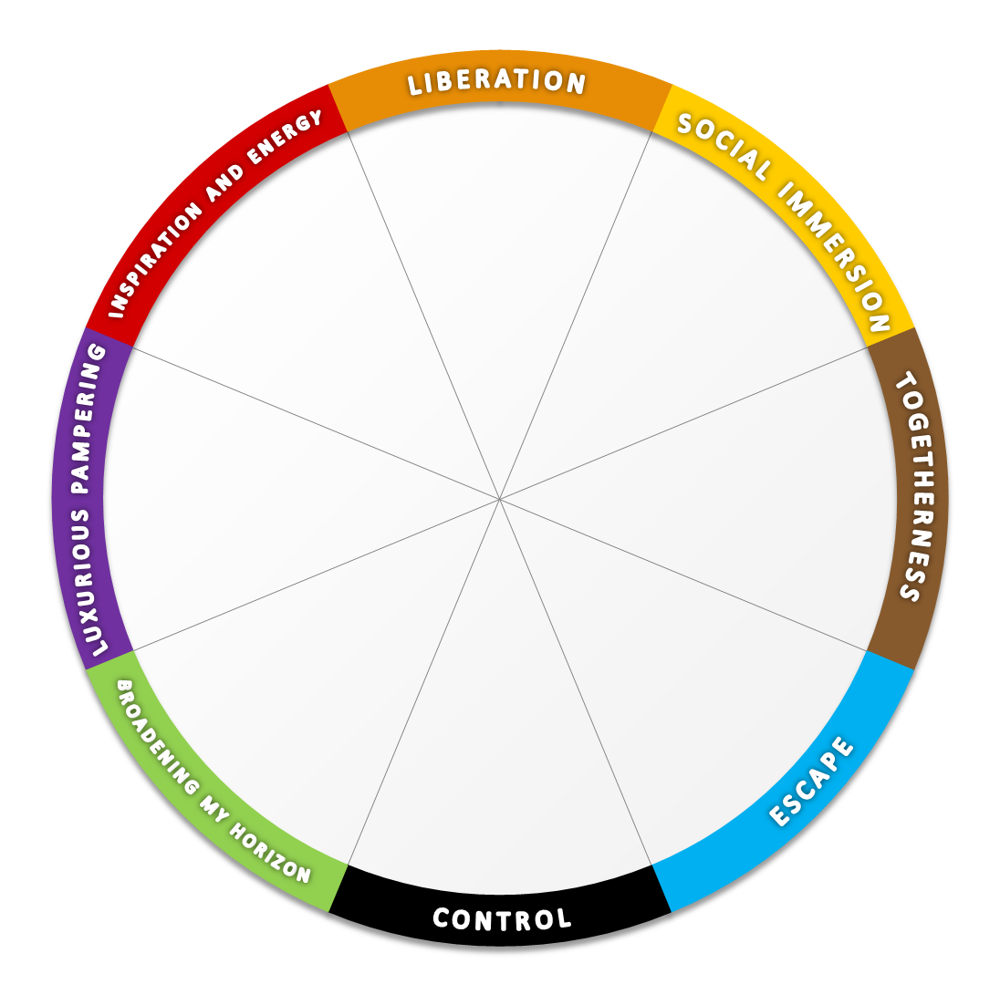 LIBERATION
SOCIAL IMMERSION
TOGETHERNESS
ESCAPE
CONTROL
BROADENING MY HORIZON
LUXURIOUS PAMPERING
INSPIRATION AND ENERGY